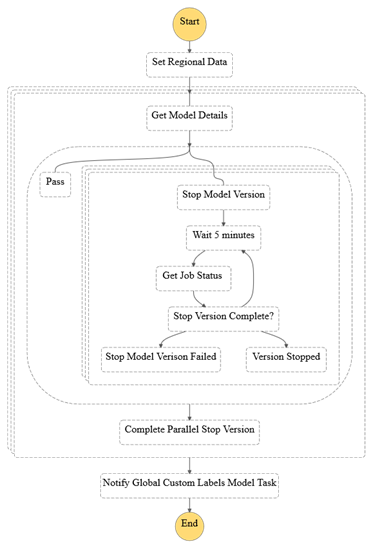 Start
Set Regional Data
Get Model Details
Pass
Stop Model Version
Wait 5 minutes
Get Job Status
Stop Version Complete?
Stop Model Verison Failed
Version Stopped
Complete Parallel Stop Version
Notify Global Custom Labels Model Task
End